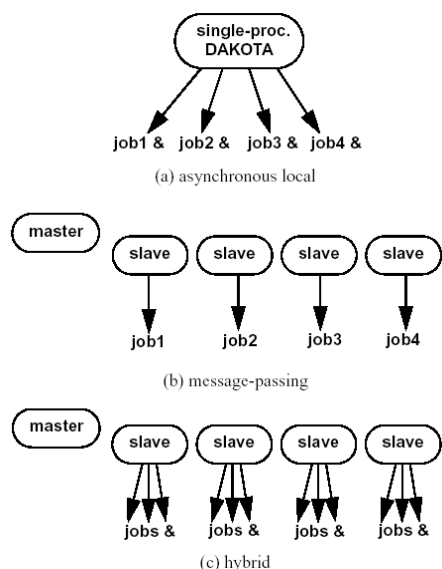 single-proc.
DAKOTA
job1 & job2 & job3 & job4 &
(a) asynchronous local
master
slave slave slave slave
job1 job2 job3 job4
(b) message-passing
master
slave slave slave slave
jobs & jobs & jobs & jobs &
(c) hybrid